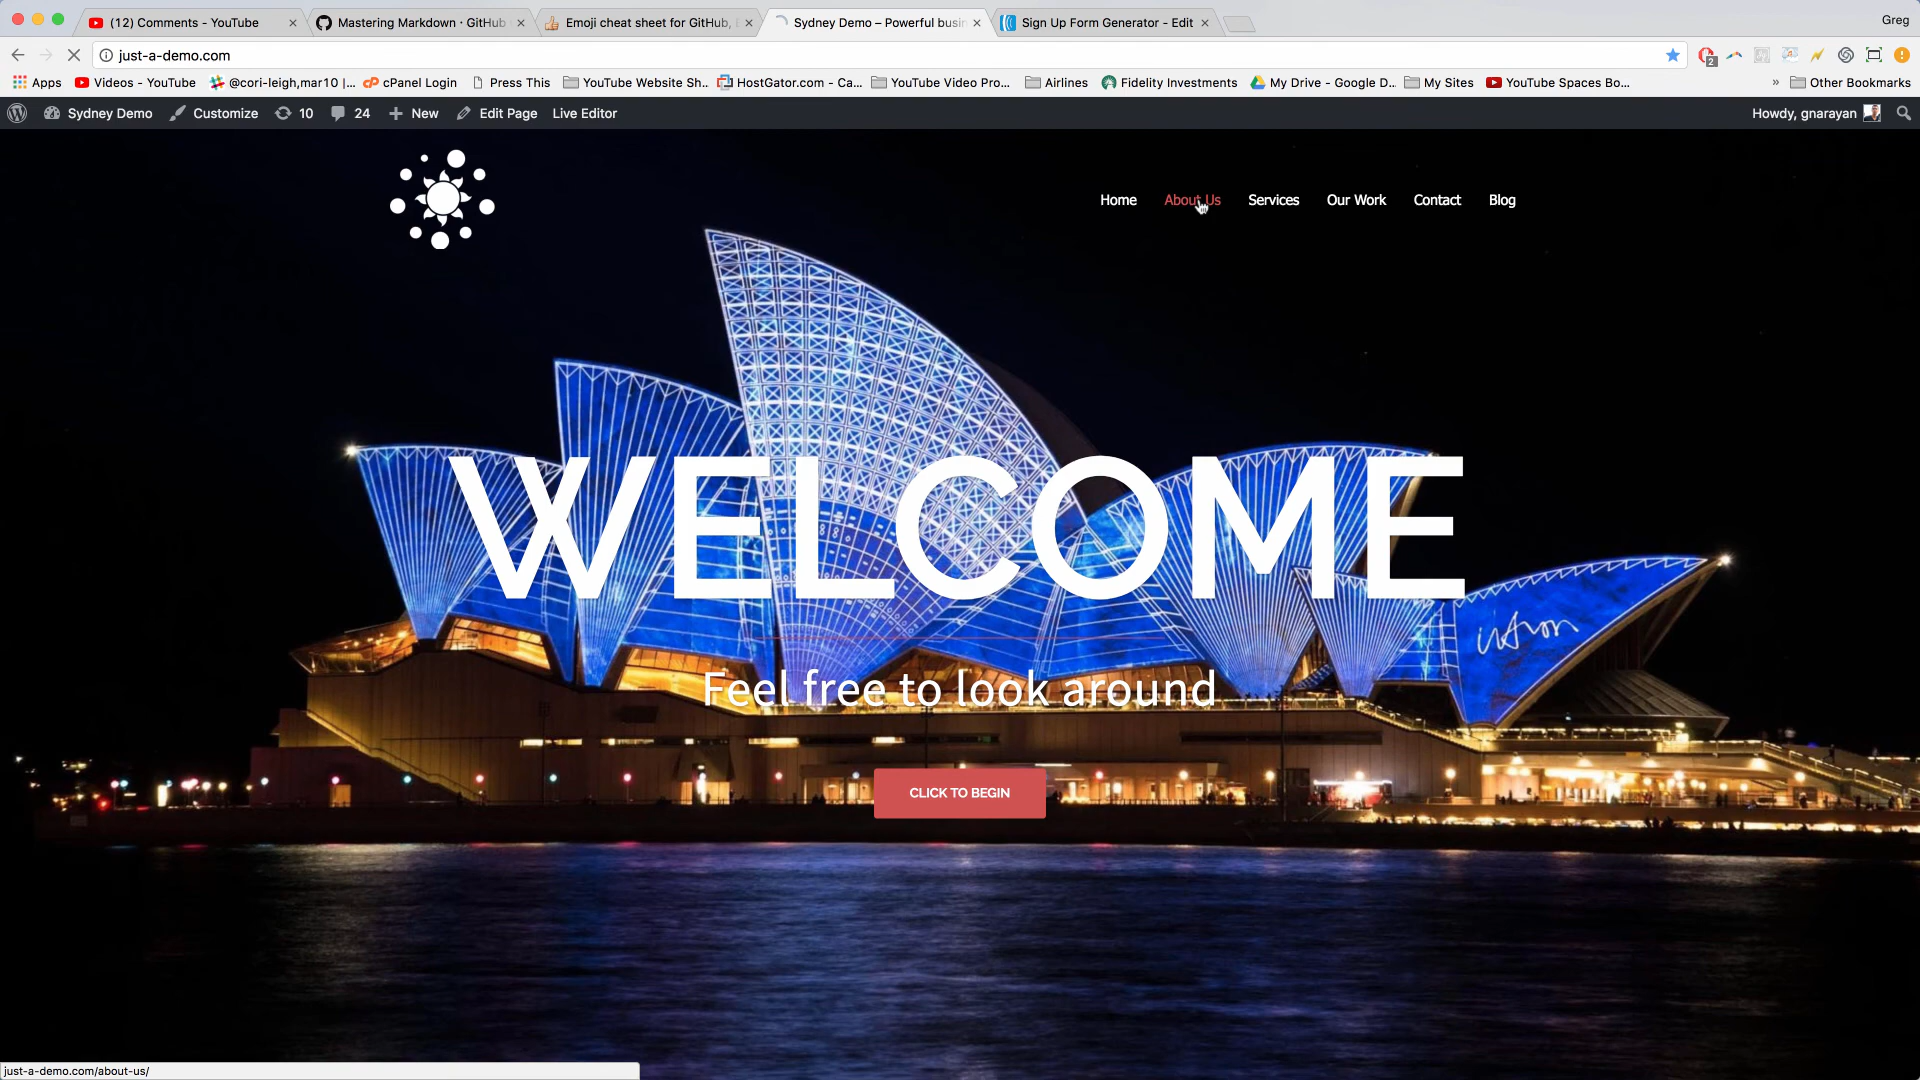 (12) Comments - YouTube
Mastering Markdown · GitHub
Emoji cheat sheet for GitHub,
Sydney Demo – Powerful busin
Sign Up Form Generator - Edit
Greg
just-a-demo.com
2
Apps
Videos - YouTube
@cori-leigh,mar10 |...
cPanel Login
Press This
YouTube Website Sh...
HostGator.com - Ca...
YouTube Video Pro...
Airlines
Fidelity Investments
My Drive - Google D...
My Sites
YouTube Spaces Bo...
»
Other Bookmarks
Sydney Demo
Customize
10
24
New
Edit Page
Live Editor
Howdy, gnarayan
Home
About Us
Services
Our Work
Contact
Blog
WELCOME
Utzon
Feel free to look around
CLICK TO BEGIN
just-a-demo.com/about-us/